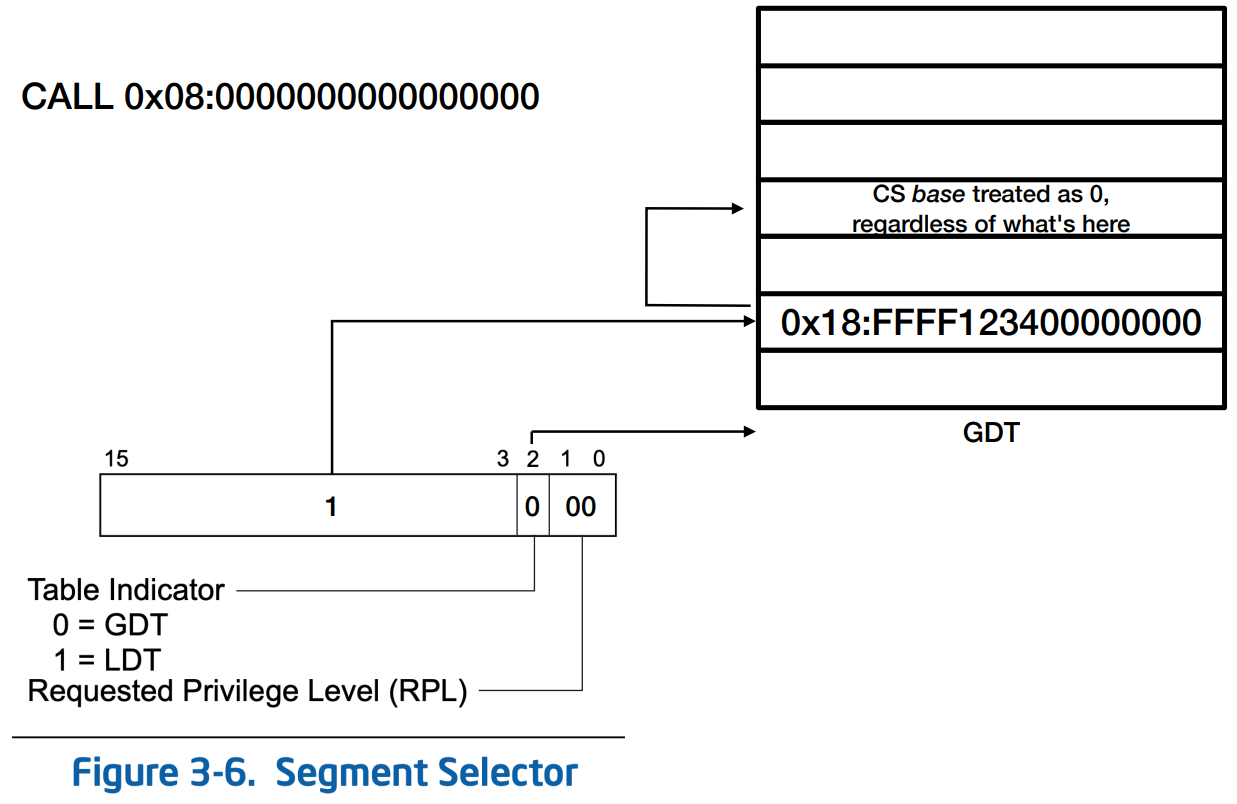 CALL 0x08:0000000000000000
CS base treated as 0,
regardless of what's here
0x18:FFFF123400000000
GDT
15 3 2 1 0
1 0 00
Table Indicator
0 = GDT
1 = LDT
Requested Privilege Level (RPL)
Figure 3-6. Segment Selector